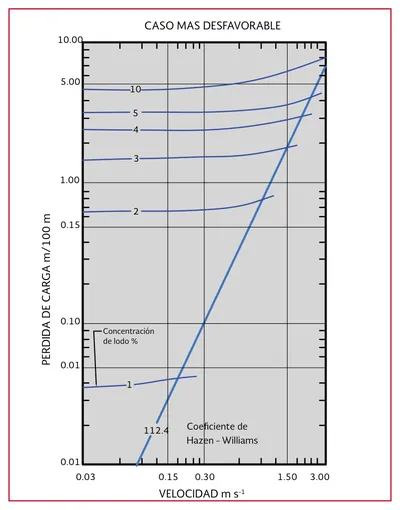 CASO MAS DESFAVORABLE
10.00
5.00
10
5
4
3
1.00
2
0.15
PERDIDA DE CARGA m/100 m
0.10
Concentración
de lodo %
0.01
1
112.4
Coeficiente de
Hazen - Williams
0.01
0.03
0.15
0.30
1.50
3.00
VELOCIDAD m s⁻¹